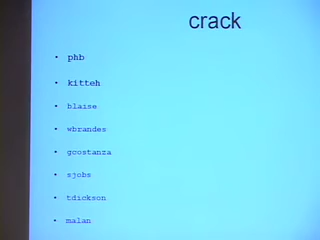 crack
• phb
• kitteh
• blaise
• wbrandes
• gcostanza
• sjobs
• tdickson
• malan